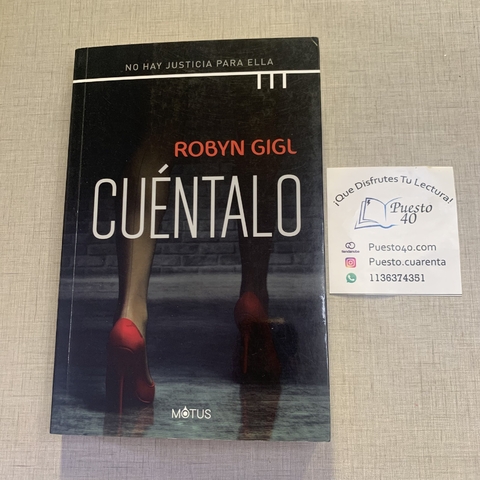 NO HAY JUSTICIA PARA ELLA
ROBYN GIGL
CUÉNTALO
MOTUS
¡Que Disfrutes Tu Lectura!
Puesto
40
Puesto40.com
Puesto.cuarenta
1136374351